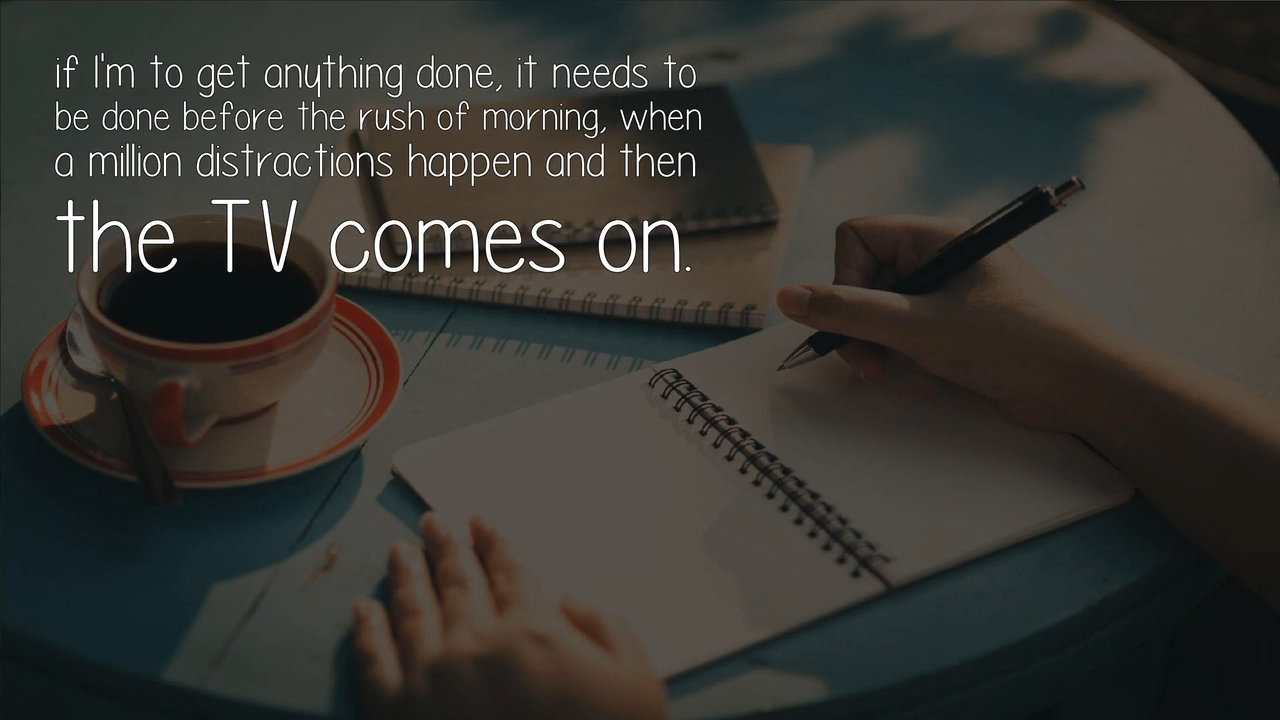 if I'm to get anything done, it needs to
be done before the rush of morning, when
a million distractions happen and then
the TV comes on.